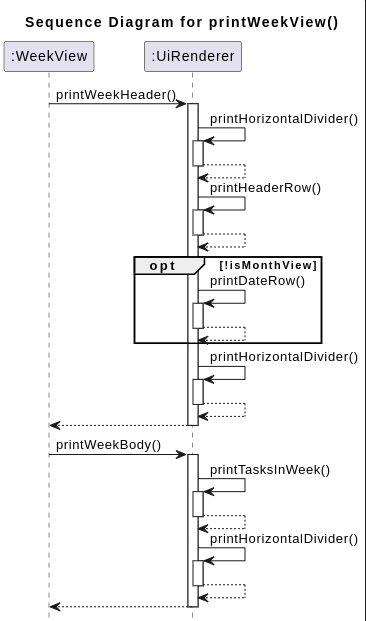 Sequence Diagram for printWeekView()
:WeekView
:UiRenderer
printWeekHeader()
printHorizontalDivider()
printHeaderRow()
opt
[!isMonthView]
printDateRow()
printHorizontalDivider()
printWeekBody()
printTasksInWeek()
printHorizontalDivider()